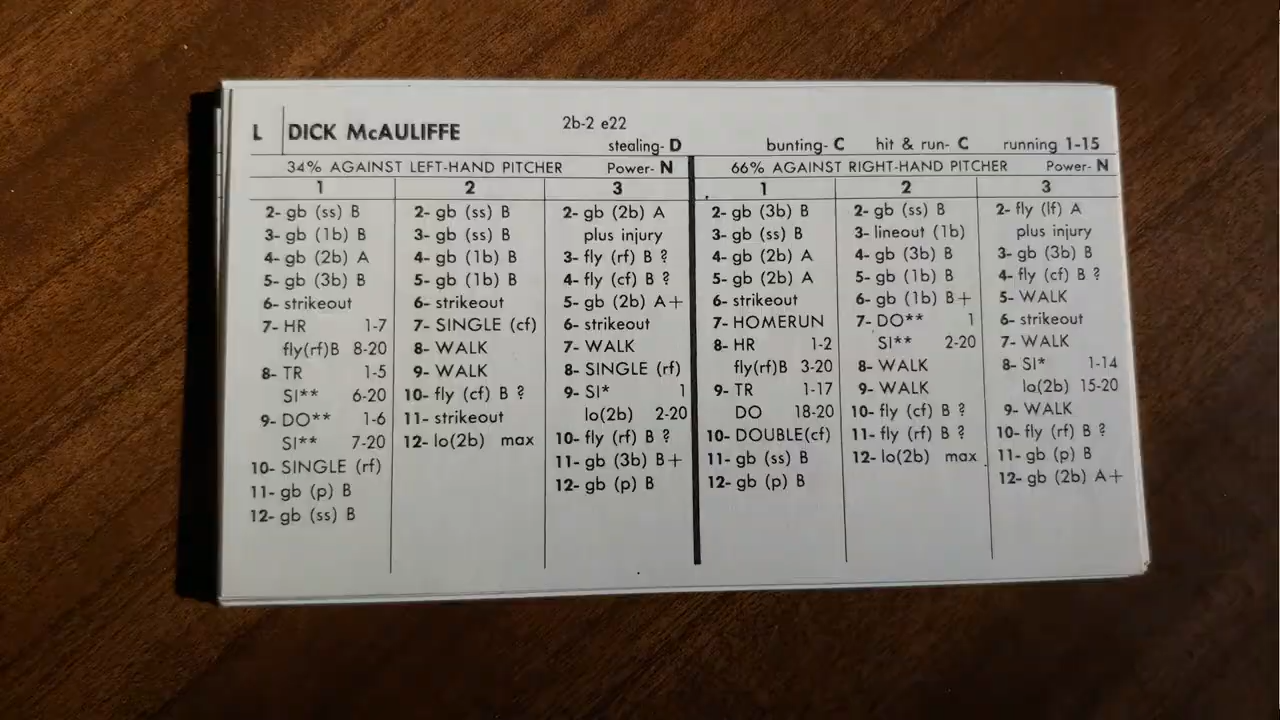 L DICK McAULIFFE 2b-2 e22
stealing- D bunting- C hit & run- C running 1-15
34% AGAINST LEFT-HAND PITCHER Power- N
1
2- gb (ss) B
3- gb (1b) B
4- gb (2b) A
5- gb (3b) B
6- strikeout
7- HR 1-7
fly(rf)B 8-20
8- TR 1-5
SI** 6-20
9- DO** 1-6
SI** 7-20
10- SINGLE (rf)
11- gb (p) B
12- gb (ss) B
2
2- gb (ss) B
3- gb (ss) B
4- gb (1b) B
5- gb (1b) B
6- strikeout
7- SINGLE (cf)
8- WALK
9- WALK
10- fly (cf) B ?
11- strikeout
12- lo(2b) max
3
2- gb (2b) A
plus injury
3- fly (rf) B ?
4- fly (cf) B ?
5- gb (2b) A+
6- strikeout
7- WALK
8- SINGLE (rf)
9- SI* 1
lo(2b) 2-20
10- fly (rf) B ?
11- gb (3b) B+
12- gb (p) B
66% AGAINST RIGHT-HAND PITCHER Power- N
1
2- gb (3b) B
3- gb (ss) B
4- gb (2b) A
5- gb (2b) A
6- strikeout
7- HOMERUN
8- HR 1-2
fly(rf)B 3-20
9- TR 1-17
DO 18-20
10- DOUBLE(cf)
11- gb (ss) B
12- gb (p) B
2
2- gb (ss) B
3- lineout (1b)
4- gb (3b) B
5- gb (1b) B
6- gb (1b) B+
7- DO** 1
SI** 2-20
8- WALK
9- WALK
10- fly (cf) B ?
11- fly (rf) B ?
12- lo(2b) max
3
2- fly (lf) A
plus injury
3- gb (3b) B
4- fly (cf) B ?
5- WALK
6- strikeout
7- WALK
8- SI* 1-14
lo(2b) 15-20
9- WALK
10- fly (rf) B ?
11- gb (p) B
12- gb (2b) A+